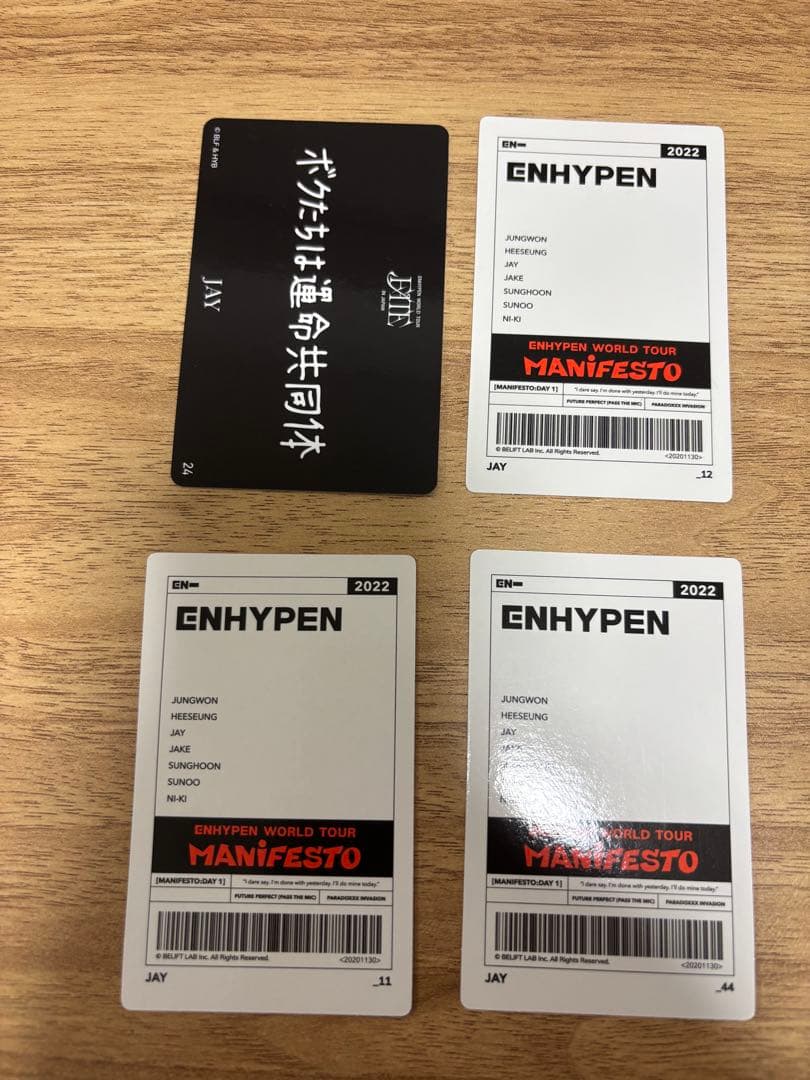 © BLF & HYB
ボクたちは運命共同体
ENHYPEN WORLD TOUR
FATE
IN JAPAN
JAY
24
EN-
2022
ENHYPEN
JUNGWON
HEESEUNG
JAY
JAKE
SUNGHOON
SUNOO
NI-KI
ENHYPEN WORLD TOUR
MANiFESTO
[MANIFESTO:DAY 1] "I dare say. I'm done with yesterday. I'll do mine today."
FUTURE PERFECT (PASS THE MIC) PARADOXXX INVASION
© BELIFT LAB Inc. All Rights Reserved. <20201130>
JAY _12
EN-
2022
ENHYPEN
JUNGWON
HEESEUNG
JAY
JAKE
SUNGHOON
SUNOO
NI-KI
ENHYPEN WORLD TOUR
MANiFESTO
[MANIFESTO:DAY 1] "I dare say. I'm done with yesterday. I'll do mine today."
FUTURE PERFECT (PASS THE MIC) PARADOXXX INVASION
© BELIFT LAB Inc. All Rights Reserved. <20201130>
JAY _11
EN-
2022
ENHYPEN
JUNGWON
HEESEUNG
JAY
JAKE
ENHYPEN WORLD TOUR
MANiFESTO
[MANIFESTO:DAY 1] "I dare say. I'm done with yesterday. I'll do mine today."
FUTURE PERFECT (PASS THE MIC) PARADOXXX INVASION
© BELIFT LAB Inc. All Rights Reserved. <20201130>
JAY _44